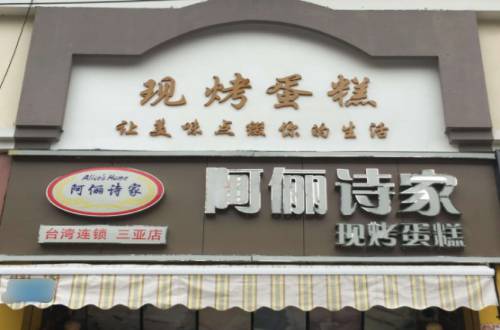 现烤蛋糕
让美味点缀你的生活
Alice's Home
阿俪诗家
台湾连锁 三亚店
阿俪诗家
现烤蛋糕